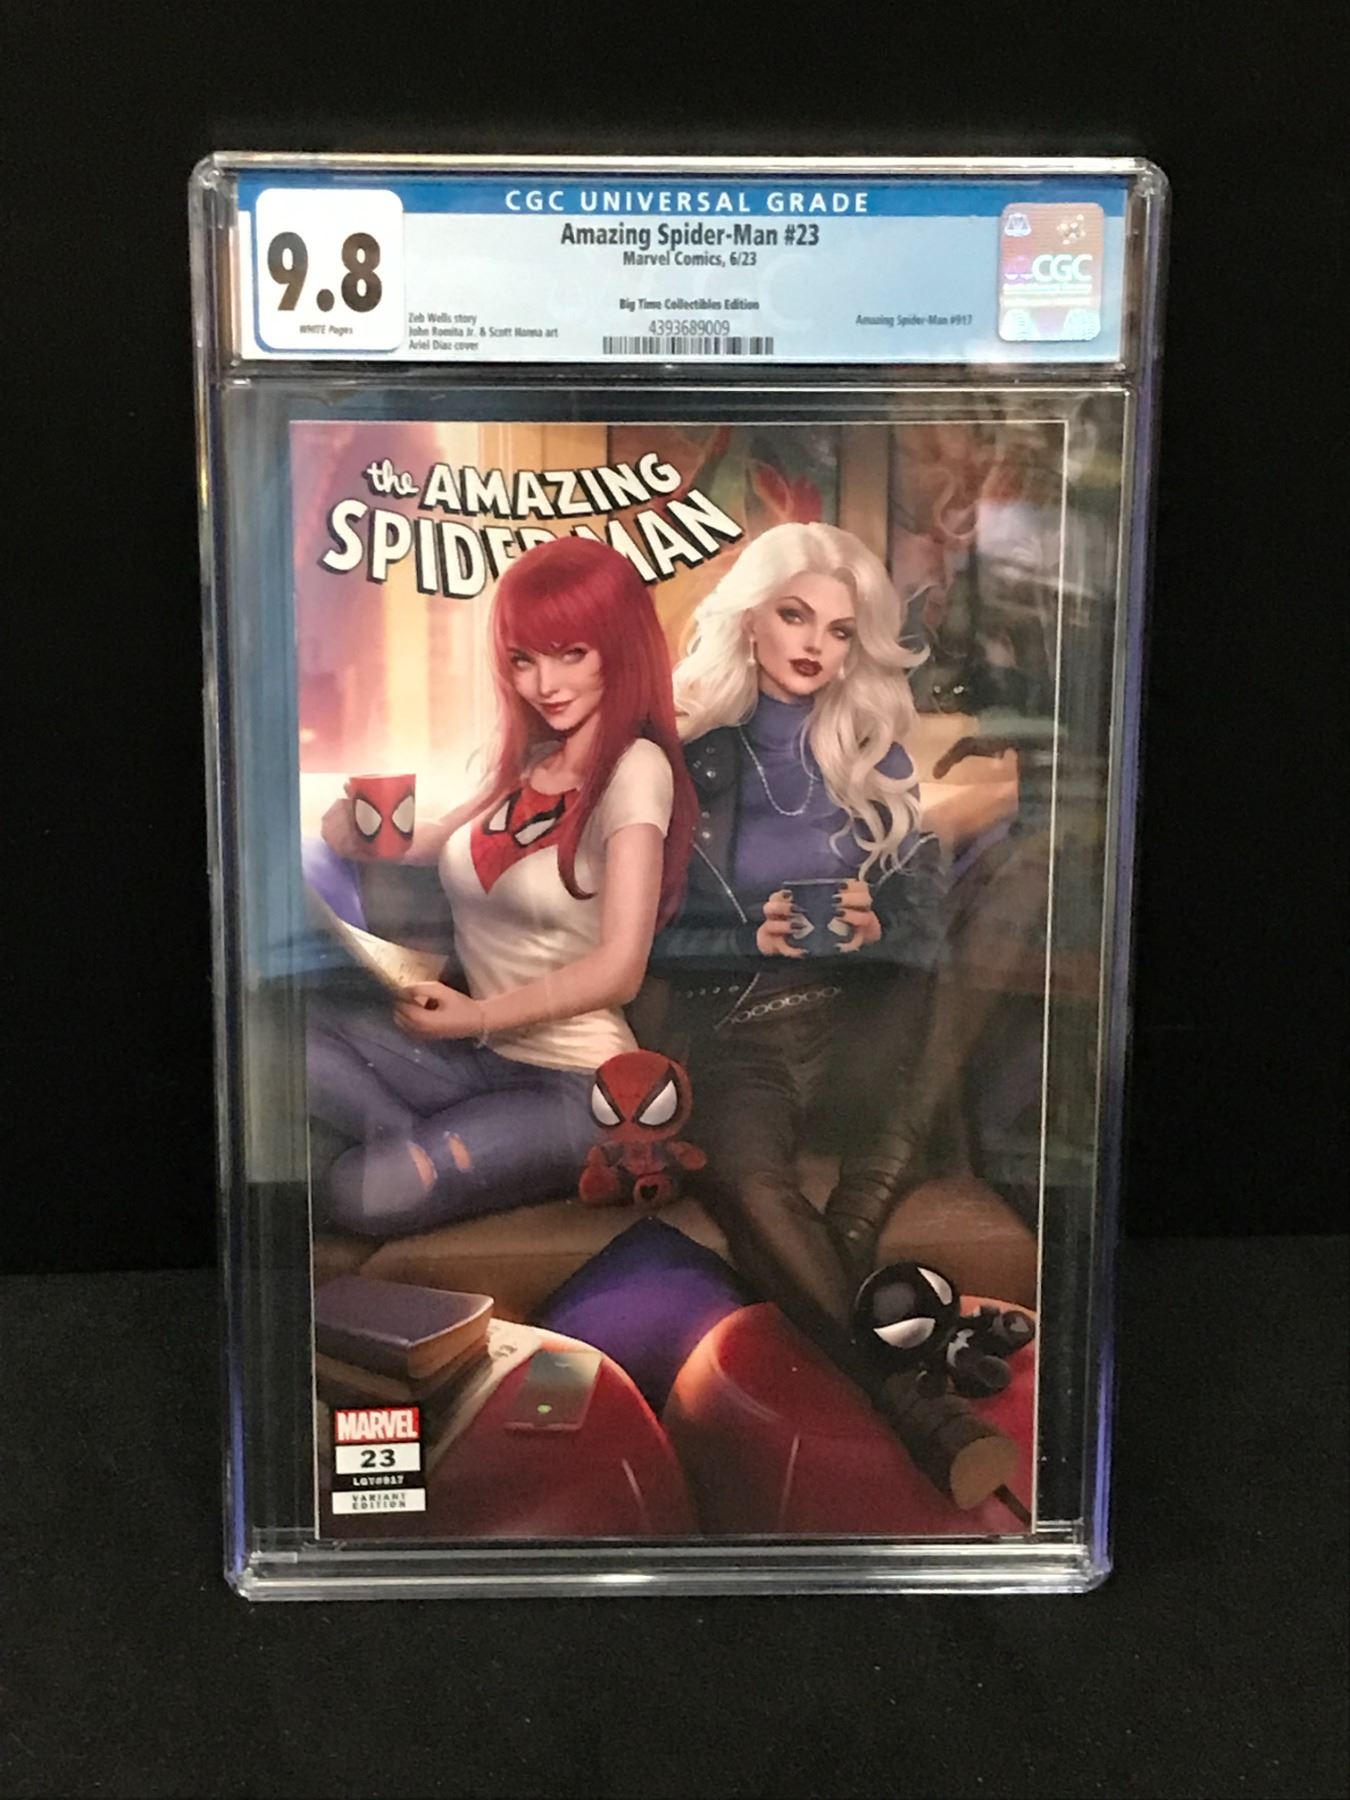 CGC UNIVERSAL GRADE
9.8
WHITE Pages
Amazing Spider-Man #23
Marvel Comics, 6/23
Big Time Collectibles Edition
4393689009
Zeb Wells story
John Romita Jr. & Scott Hanna art
Ariel Diaz cover
Amazing Spider-Man #917
CGC
the AMAZING
SPIDER-MAN
MARVEL
23
LGY#917
VARIANT
EDITION